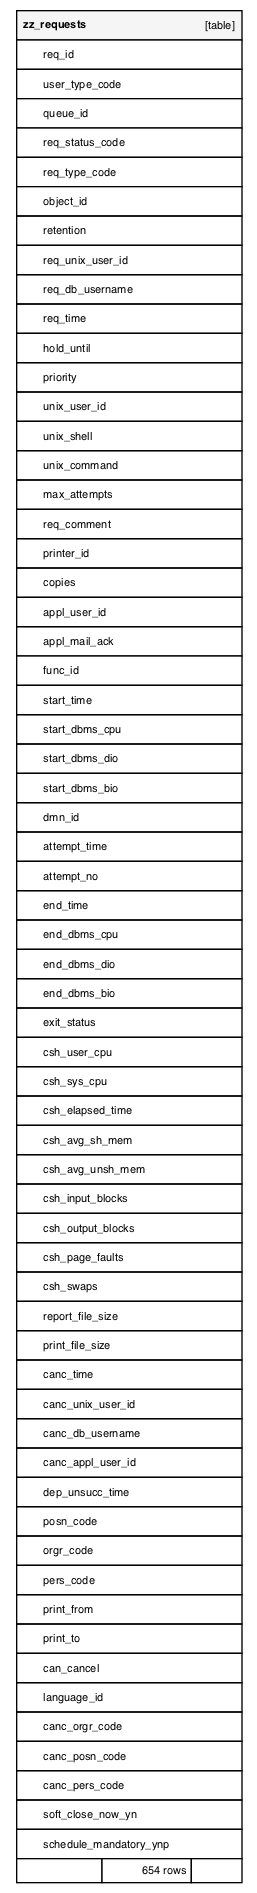 zz_requests [table]
req_id
user_type_code
queue_id
req_status_code
req_type_code
object_id
retention
req_unix_user_id
req_db_username
req_time
hold_until
priority
unix_user_id
unix_shell
unix_command
max_attempts
req_comment
printer_id
copies
appl_user_id
appl_mail_ack
func_id
start_time
start_dbms_cpu
start_dbms_dio
start_dbms_bio
dmn_id
attempt_time
attempt_no
end_time
end_dbms_cpu
end_dbms_dio
end_dbms_bio
exit_status
csh_user_cpu
csh_sys_cpu
csh_elapsed_time
csh_avg_sh_mem
csh_avg_unsh_mem
csh_input_blocks
csh_output_blocks
csh_page_faults
csh_swaps
report_file_size
print_file_size
canc_time
canc_unix_user_id
canc_db_username
canc_appl_user_id
dep_unsucc_time
posn_code
orgr_code
pers_code
print_from
print_to
can_cancel
language_id
canc_orgr_code
canc_posn_code
canc_pers_code
soft_close_now_yn
schedule_mandatory_ynp
654 rows